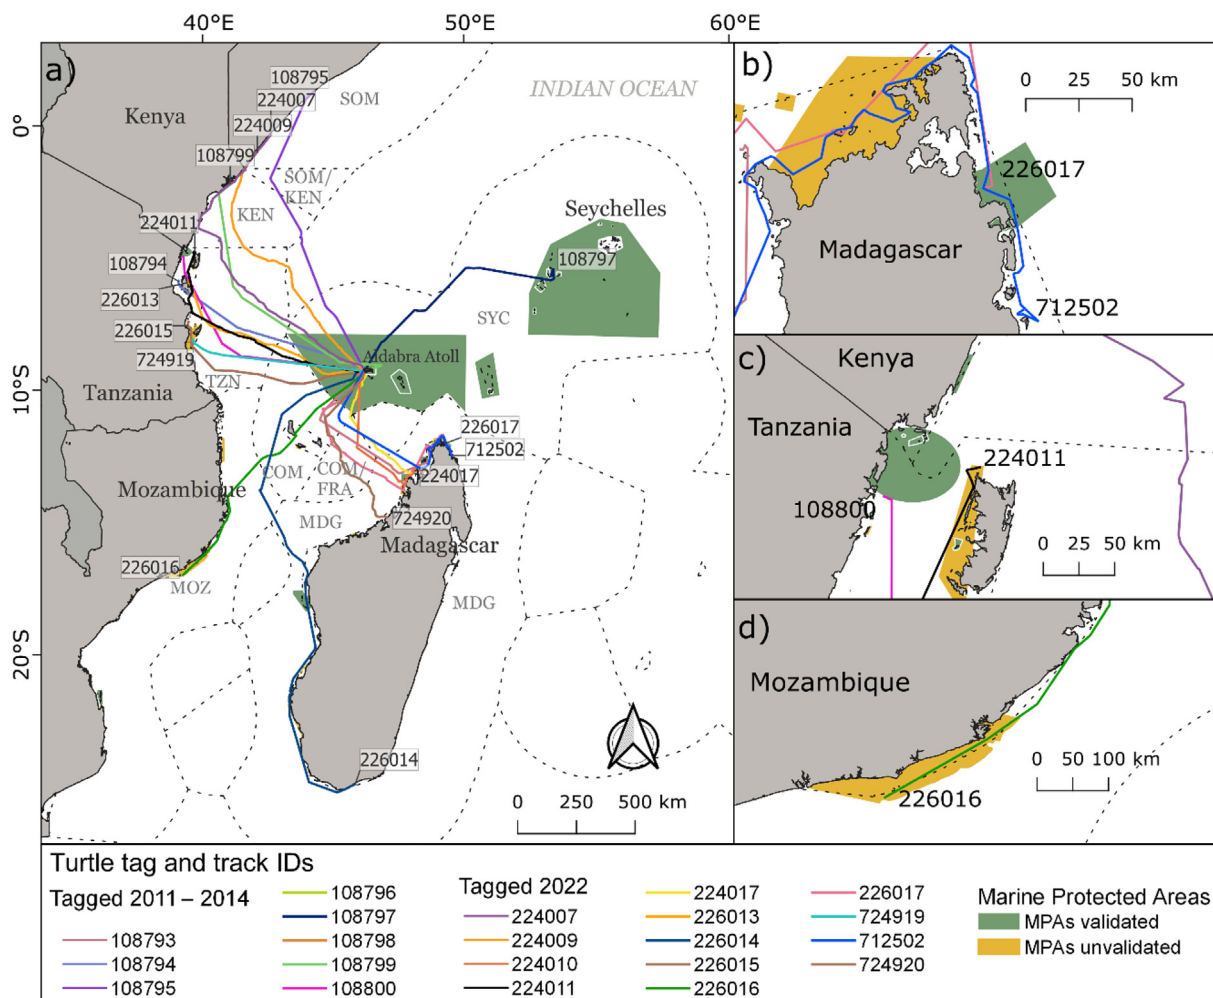 40°E
50°E
60°E
0°
10°S
20°S
a)
108795
SOM
224007
INDIAN OCEAN
Kenya
224009
108799
SOM/
KEN
KEN
Seychelles
224011
108797
108794
226013
SYC
226015
Aldabra Atoll
724919
TZN
Tanzania
226017
712502
COM
COM/
FRA
224017
Mozambique
MDG
724920
Madagascar
226016
MOZ
MDG
226014
0 250 500 km
b)
0 25 50 km
226017
Madagascar
712502
c)
Kenya
Tanzania
224011
108800
0 25 50 km
d)
Mozambique
0 50 100 km
226016
Turtle tag and track IDs
Tagged 2011 – 2014
108793
108794
108795
108796
108797
108798
108799
108800
Tagged 2022
224007
224009
224010
224011
224017
226013
226014
226015
226016
226017
724919
712502
724920
Marine Protected Areas
MPAs validated
MPAs unvalidated